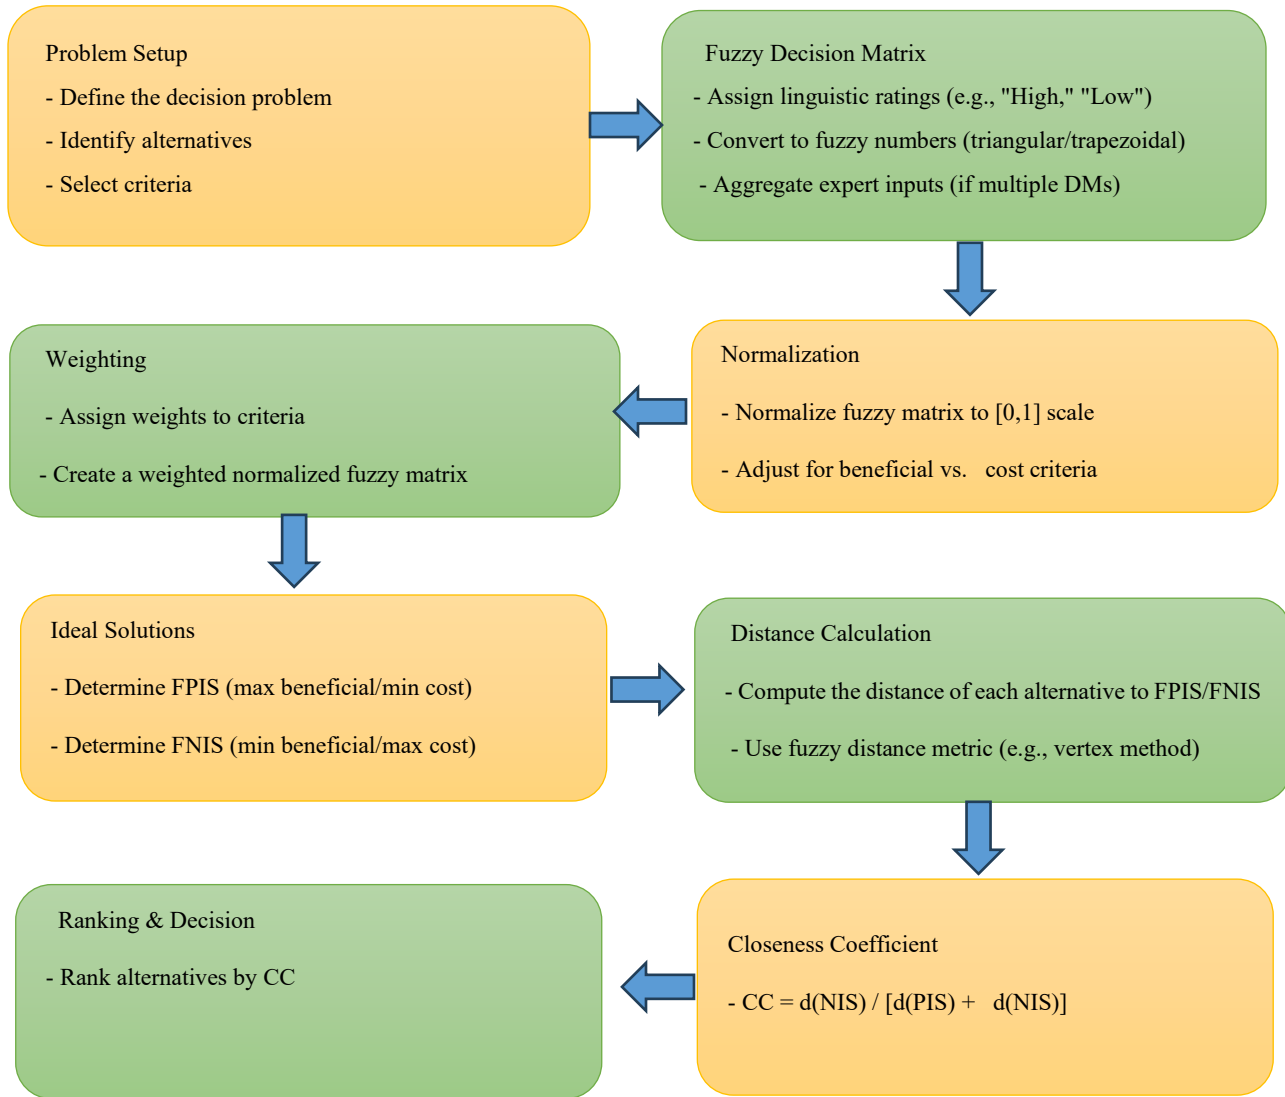 Problem Setup
- Define the decision problem
- Identify alternatives
- Select criteria
Fuzzy Decision Matrix
- Assign linguistic ratings (e.g., "High," "Low")
- Convert to fuzzy numbers (triangular/trapezoidal)
- Aggregate expert inputs (if multiple DMs)
Normalization
- Normalize fuzzy matrix to [0,1] scale
- Adjust for beneficial vs. cost criteria
Weighting
- Assign weights to criteria
- Create a weighted normalized fuzzy matrix
Ideal Solutions
- Determine FPIS (max beneficial/min cost)
- Determine FNIS (min beneficial/max cost)
Distance Calculation
- Compute the distance of each alternative to FPIS/FNIS
- Use fuzzy distance metric (e.g., vertex method)
Closeness Coefficient
- CC = d(NIS) / [d(PIS) + d(NIS)]
Ranking & Decision
- Rank alternatives by CC